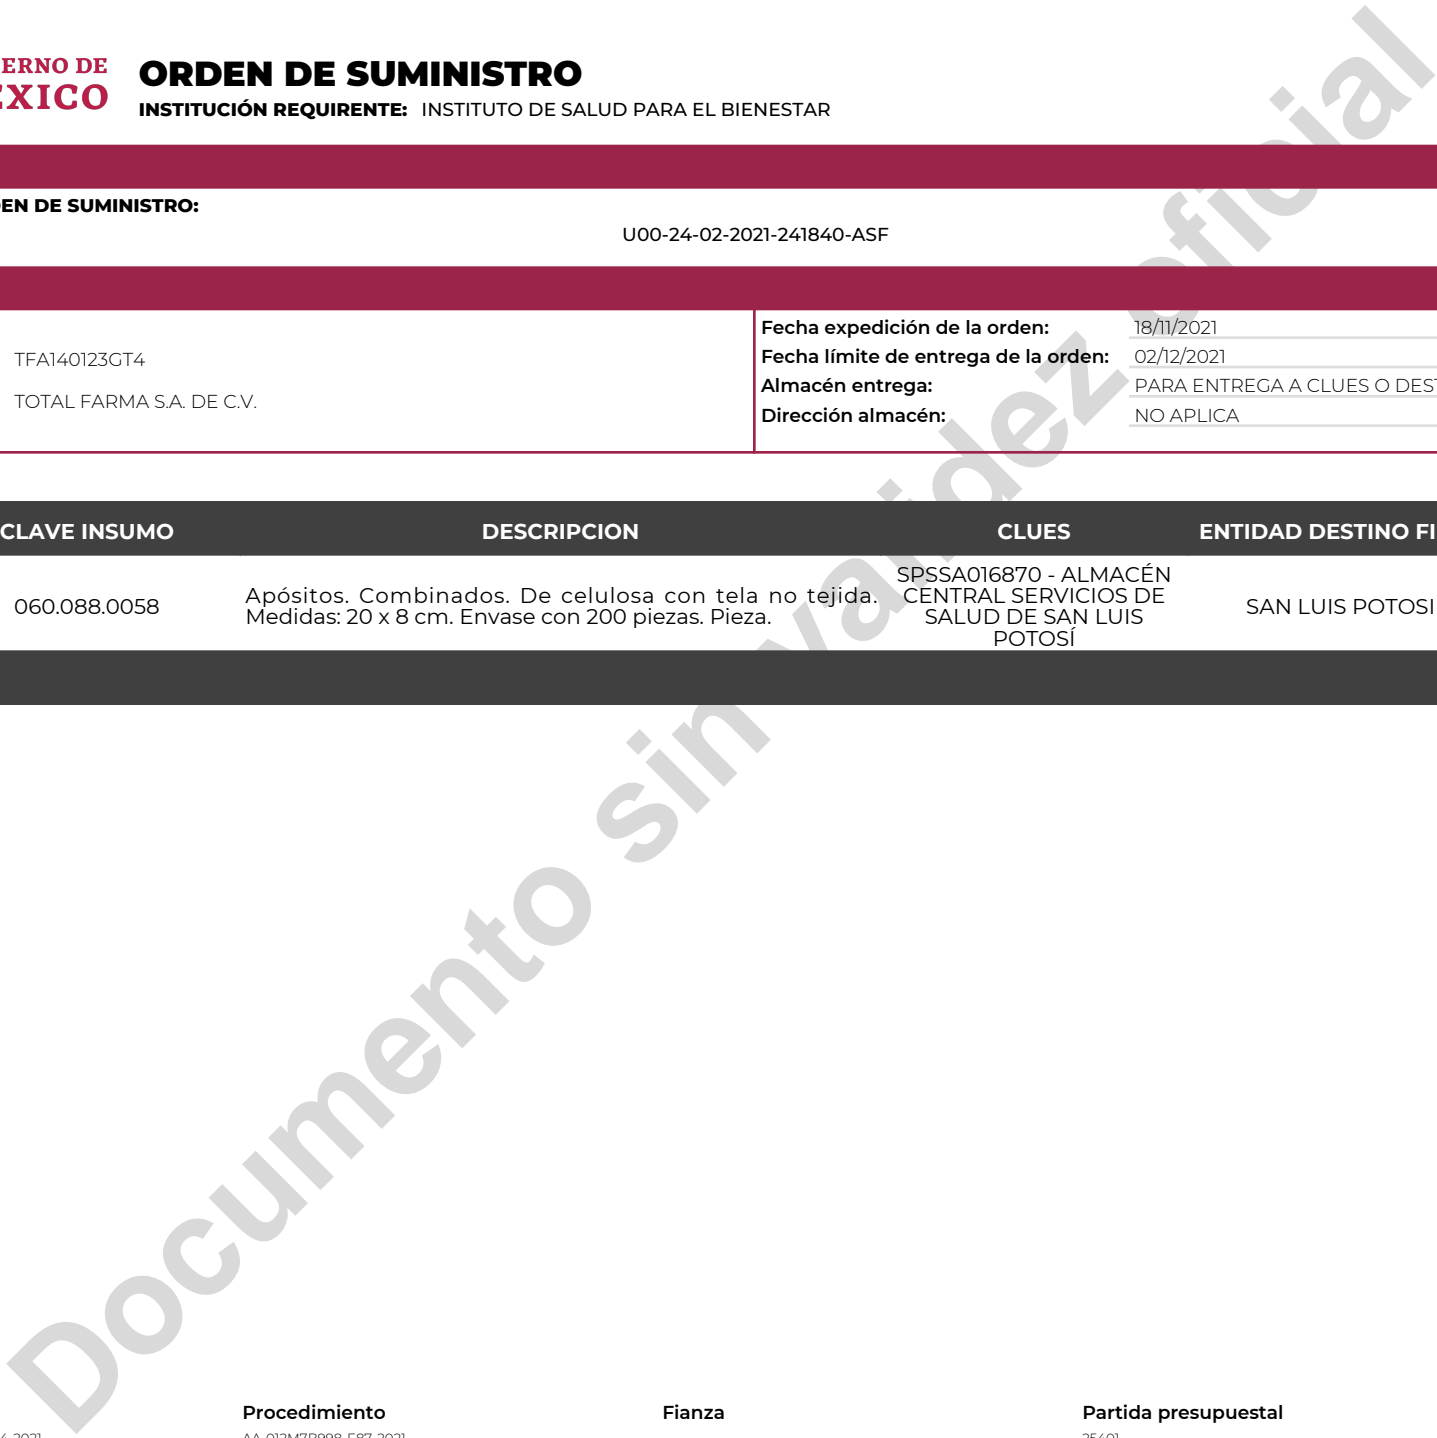 ERNO DE
ORDEN DE SUMINISTRO
XICO
INSTITUCIÓN REQUIRENTE: INSTITUTO DE SALUD PARA EL BIENESTAR
EN DE SUMINISTRO:
U00-24-02-2021-241840-ASF
TFA140123GT4
TOTAL FARMA S.A. DE C.V.
Fecha expedición de la orden: 18/11/2021
Fecha límite de entrega de la orden: 02/12/2021
Almacén entrega: PARA ENTREGA A CLUES O DEST
Dirección almacén: NO APLICA
CLAVE INSUMO DESCRIPCION CLUES ENTIDAD DESTINO FI
060.088.0058
Apósitos. Combinados. De celulosa con tela no tejida.
Medidas: 20 x 8 cm. Envase con 200 piezas. Pieza.
SPSSA016870 - ALMACÉN
CENTRAL SERVICIOS DE
SALUD DE SAN LUIS
POTOSÍ
SAN LUIS POTOSI
Documento sin validez oficial
Procedimiento Fianza Partida presupuestal